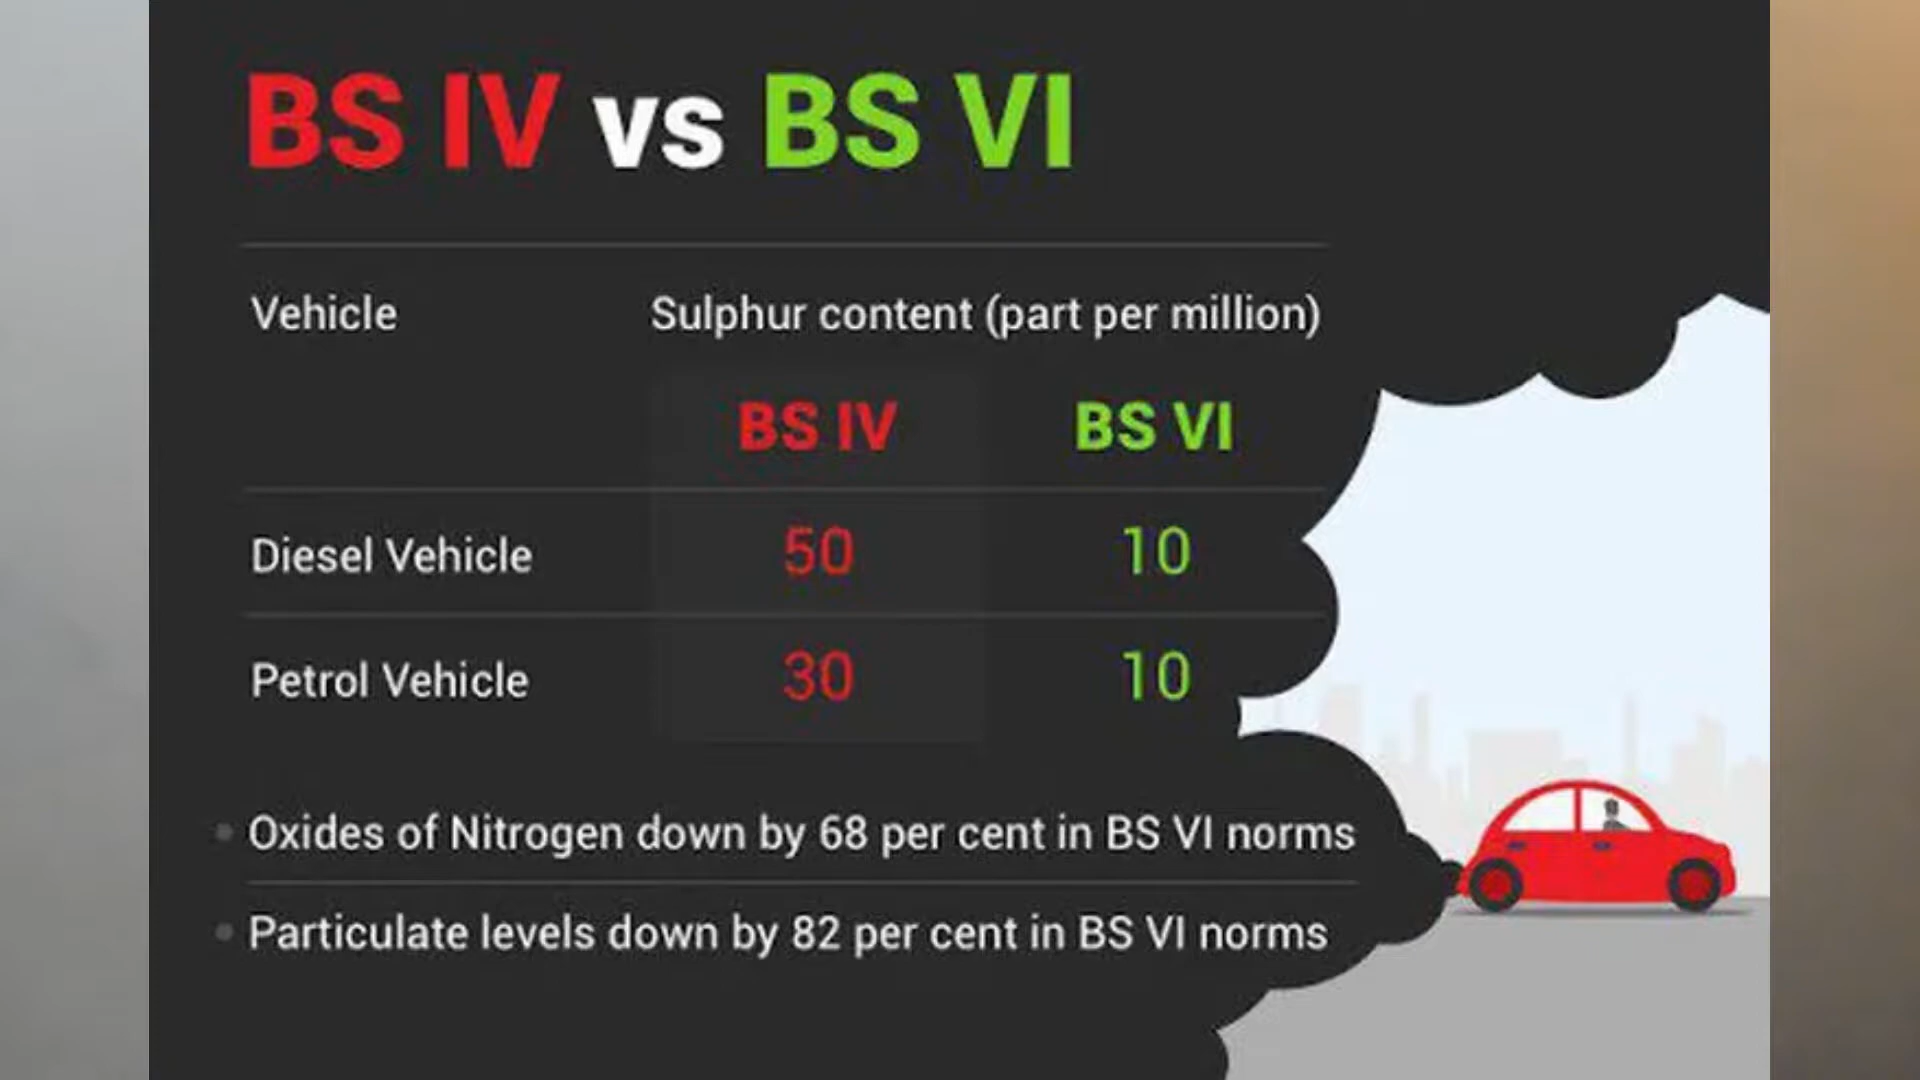 BS IV vs BS VI
Vehicle Sulphur content (part per million)
BS IV BS VI
Diesel Vehicle 50 10
Petrol Vehicle 30 10
Oxides of Nitrogen down by 68 per cent in BS VI norms
Particulate levels down by 82 per cent in BS VI norms